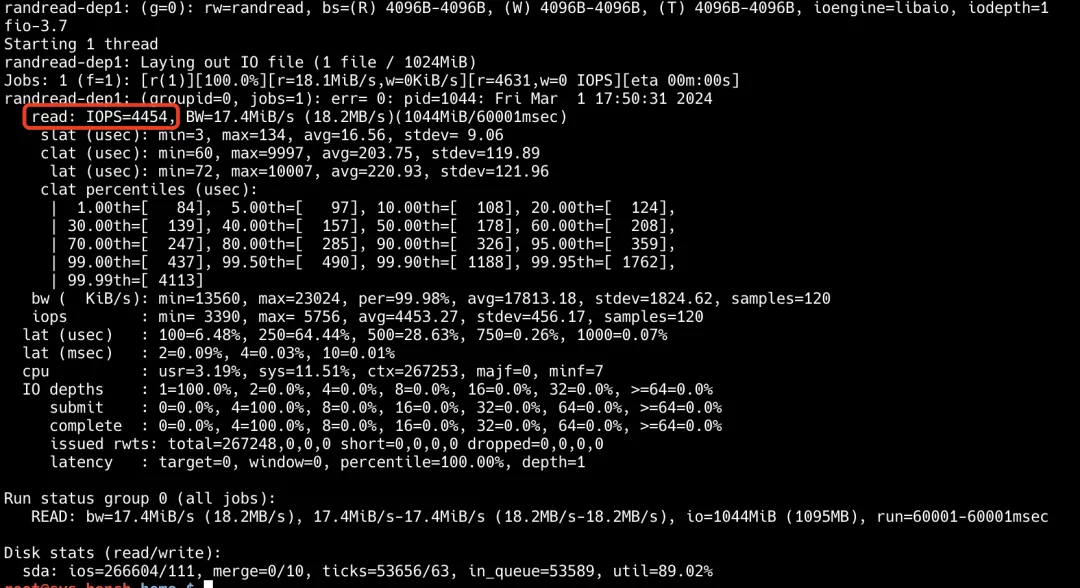 randread-dep1: (g=0): rw=randread, bs=(R) 4096B-4096B, (W) 4096B-4096B, (T) 4096B-4096B, ioengine=libaio, iodepth=1
fio-3.7
Starting 1 thread
randread-dep1: Laying out IO file (1 file / 1024MiB)
Jobs: 1 (f=1): [r(1)][100.0%][r=18.1MiB/s,w=0KiB/s][r=4631,w=0 IOPS][eta 00m:00s]
randread-dep1: (groupid=0, jobs=1): err= 0: pid=1044: Fri Mar  1 17:50:31 2024
   read: IOPS=4454, BW=17.4MiB/s (18.2MB/s)(1044MiB/60001msec)
    slat (usec): min=3, max=134, avg=16.56, stdev= 9.06
    clat (usec): min=60, max=9997, avg=203.75, stdev=119.89
     lat (usec): min=72, max=10007, avg=220.93, stdev=121.96
    clat percentiles (usec):
     |  1.00th=[   84],  5.00th=[   97], 10.00th=[  108], 20.00th=[  124],
     | 30.00th=[  139], 40.00th=[  157], 50.00th=[  178], 60.00th=[  208],
     | 70.00th=[  247], 80.00th=[  285], 90.00th=[  326], 95.00th=[  359],
     | 99.00th=[  437], 99.50th=[  490], 99.90th=[ 1188], 99.95th=[ 1762],
     | 99.99th=[ 4113]
   bw (  KiB/s): min=13560, max=23024, per=99.98%, avg=17813.18, stdev=1824.62, samples=120
   iops        : min= 3390, max= 5756, avg=4453.27, stdev=456.17, samples=120
  lat (usec)   : 100=6.48%, 250=64.44%, 500=28.63%, 750=0.26%, 1000=0.07%
  lat (msec)   : 2=0.09%, 4=0.03%, 10=0.01%
  cpu          : usr=3.19%, sys=11.51%, ctx=267253, majf=0, minf=7
  IO depths    : 1=100.0%, 2=0.0%, 4=0.0%, 8=0.0%, 16=0.0%, 32=0.0%, >=64=0.0%
     submit    : 0=0.0%, 4=100.0%, 8=0.0%, 16=0.0%, 32=0.0%, 64=0.0%, >=64=0.0%
     complete  : 0=0.0%, 4=100.0%, 8=0.0%, 16=0.0%, 32=0.0%, 64=0.0%, >=64=0.0%
     issued rwts: total=267248,0,0,0 short=0,0,0,0 dropped=0,0,0,0
     latency   : target=0, window=0, percentile=100.00%, depth=1
Run status group 0 (all jobs):
   READ: bw=17.4MiB/s (18.2MB/s), 17.4MiB/s-17.4MiB/s (18.2MB/s-18.2MB/s), io=1044MiB (1095MB), run=60001-60001msec
Disk stats (read/write):
  sda: ios=266604/111, merge=0/10, ticks=53656/63, in_queue=53589, util=89.02%